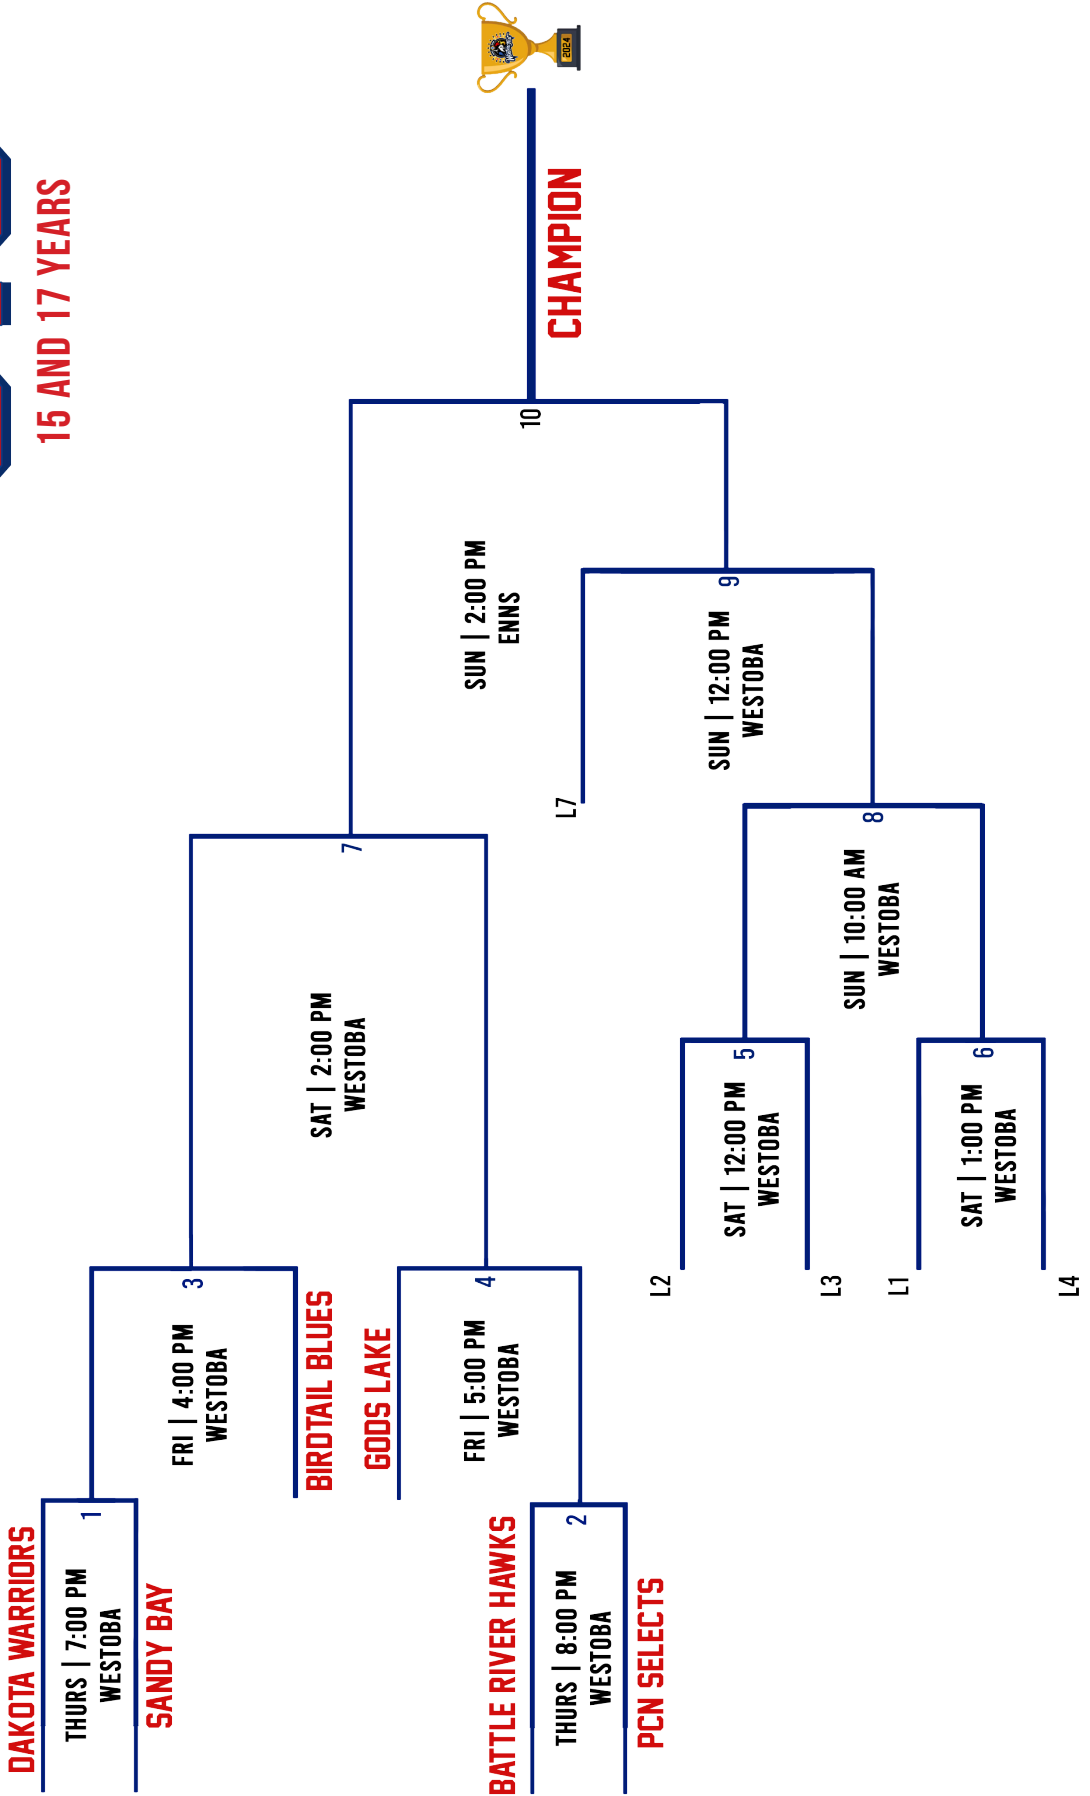 15 AND 17 YEARS
DAKOTA WARRIORS
THURS | 7:00 PM
WESTOBA
1
SANDY BAY
FRI | 4:00 PM
WESTOBA
3
BIRDTAIL BLUES
SAT | 2:00 PM
WESTOBA
7
GODS LAKE
FRI | 5:00 PM
WESTOBA
4
BATTLE RIVER HAWKS
THURS | 8:00 PM
WESTOBA
2
PCN SELECTS
SUN | 2:00 PM
ENNS
10
CHAMPION
2024
L7
SUN | 12:00 PM
WESTOBA
9
L2
SAT | 12:00 PM
WESTOBA
5
L3
SUN | 10:00 AM
WESTOBA
8
L1
SAT | 1:00 PM
WESTOBA
6
L4